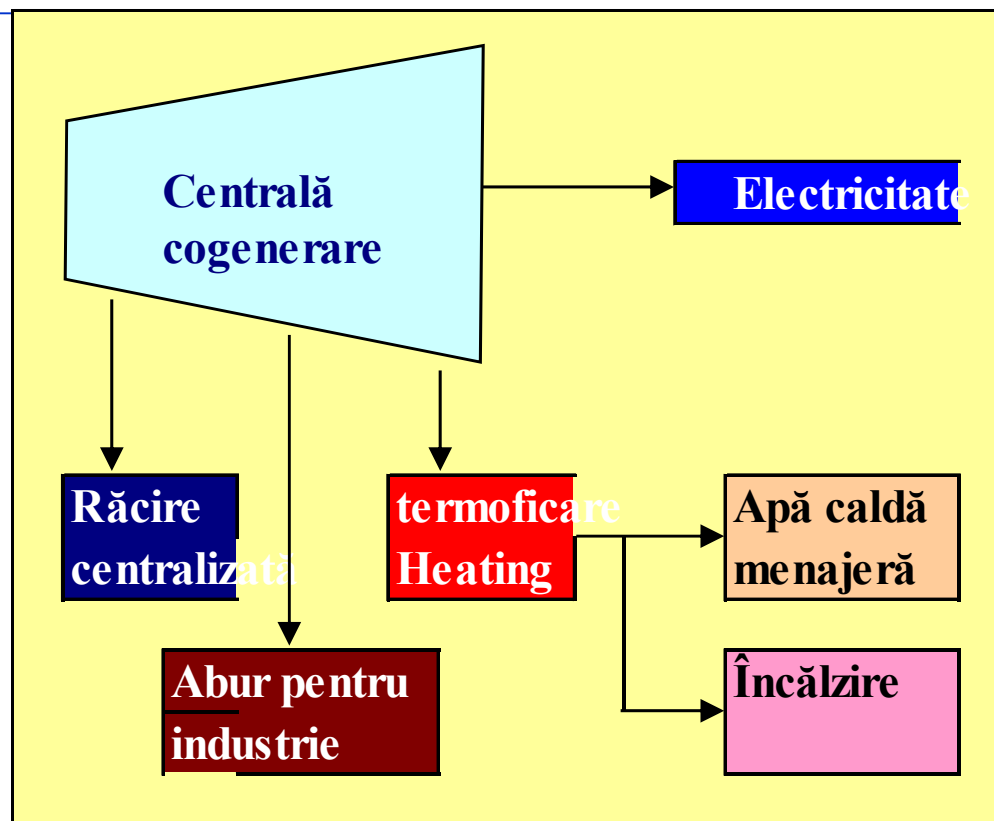 Centrală
cogenerare
Electricitate
Răcire
centralizată
termoficare
Heating
Apă caldă
menajeră
Abur pentru
industrie
Încălzire